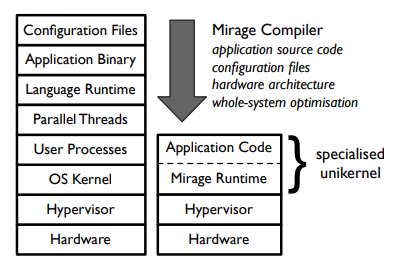 Configuration Files
Application Binary
Language Runtime
Parallel Threads
User Processes
OS Kernel
Hypervisor
Hardware
Mirage Compiler
application source code
configuration files
hardware architecture
whole-system optimisation
Application Code
Mirage Runtime
Hypervisor
Hardware
specialised
unikernel